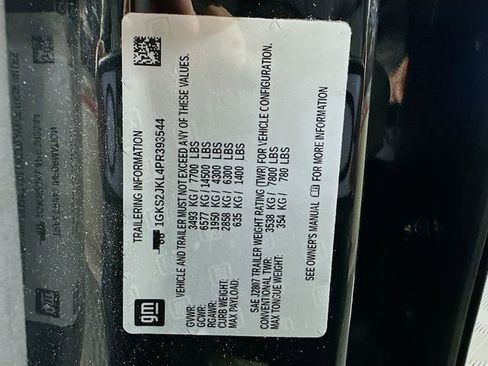 TRAILERING INFORMATION
1GKS2JKL4PR393544
VEHICLE AND TRAILER MUST NOT EXCEED ANY OF THESE VALUES.
GVWR: 3493 KG / 7700 LBS
GCWR: 6577 KG / 14500 LBS
RGAWR: 1950 KG / 4300 LBS
CURB WEIGHT: 2858 KG / 6300 LBS
MAX PAYLOAD: 635 KG / 1400 LBS
SAE J2807 TRAILER WEIGHT RATING (TWR) FOR VEHICLE CONFIGURATION.
CONVENTIONAL TWR: 3538 KG / 7800 LBS
MAX TONGUE WEIGHT: 354 KG / 780 LBS
SEE OWNER'S MANUAL FOR MORE INFORMATION.
gm